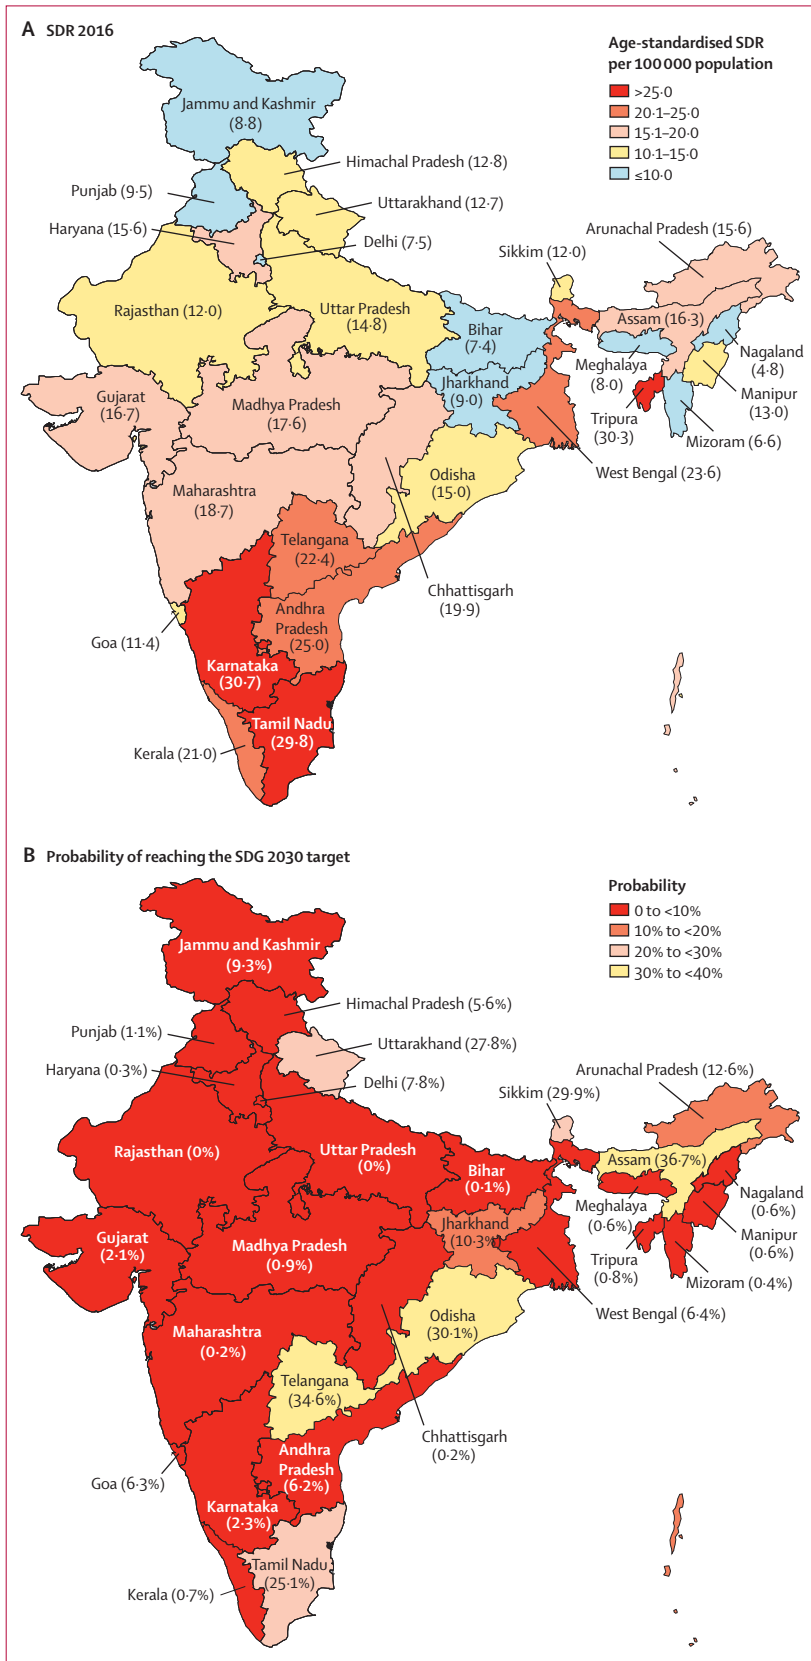 A SDR 2016
Age-standardised SDR
per 100 000 population
>25·0
20·1–25·0
15·1–20·0
10·1–15·0
≤10·0
Jammu and Kashmir
(8·8)
Himachal Pradesh (12·8)
Punjab (9·5)
Uttarakhand (12·7)
Haryana (15·6)
Delhi (7·5)
Arunachal Pradesh (15·6)
Sikkim (12·0)
Rajasthan (12·0)
Uttar Pradesh
(14·8)
Bihar
(7·4)
Assam (16·3)
Nagaland
(4·8)
Meghalaya
(8·0)
Jharkhand
(9·0)
Manipur
(13·0)
Gujarat
(16·7)
Madhya Pradesh
(17·6)
Tripura
(30·3)
Mizoram (6·6)
West Bengal (23·6)
Odisha
(15·0)
Maharashtra
(18·7)
Telangana
(22·4)
Chhattisgarh
(19·9)
Andhra
Pradesh
(25·0)
Goa (11·4)
Karnataka
(30·7)
Tamil Nadu
(29·8)
Kerala (21·0)
B Probability of reaching the SDG 2030 target
Probability
0 to <10%
10% to <20%
20% to <30%
30% to <40%
Jammu and Kashmir
(9·3%)
Himachal Pradesh (5·6%)
Punjab (1·1%)
Uttarakhand (27·8%)
Haryana (0·3%)
Delhi (7·8%)
Arunachal Pradesh (12·6%)
Sikkim (29·9%)
Rajasthan (0%)
Uttar Pradesh
(0%)
Bihar
(0·1%)
Assam (36·7%)
Nagaland
(0·6%)
Meghalaya
(0·6%)
Jharkhand
(10·3%)
Manipur
(0·6%)
Gujarat
(2·1%)
Madhya Pradesh
(0·9%)
Tripura
(0·8%)
Mizoram (0·4%)
West Bengal (6·4%)
Odisha
(30·1%)
Maharashtra
(0·2%)
Telangana
(34·6%)
Chhattisgarh
(0·2%)
Andhra
Pradesh
(6·2%)
Goa (6·3%)
Karnataka
(2·3%)
Tamil Nadu
(25·1%)
Kerala (0·7%)